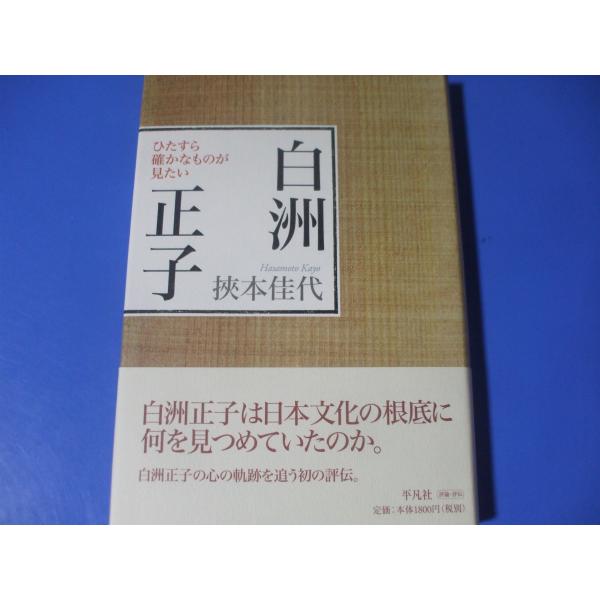 白洲
正子
ひたすら
確かなものが
見たい
Hasamoto Kayo
挾本佳代
白洲正子は日本文化の根底に
何を見つめていたのか。
白洲正子の心の軌跡を追う初の評伝。
平凡社 評論・評伝
定価:本体1800円(税別)